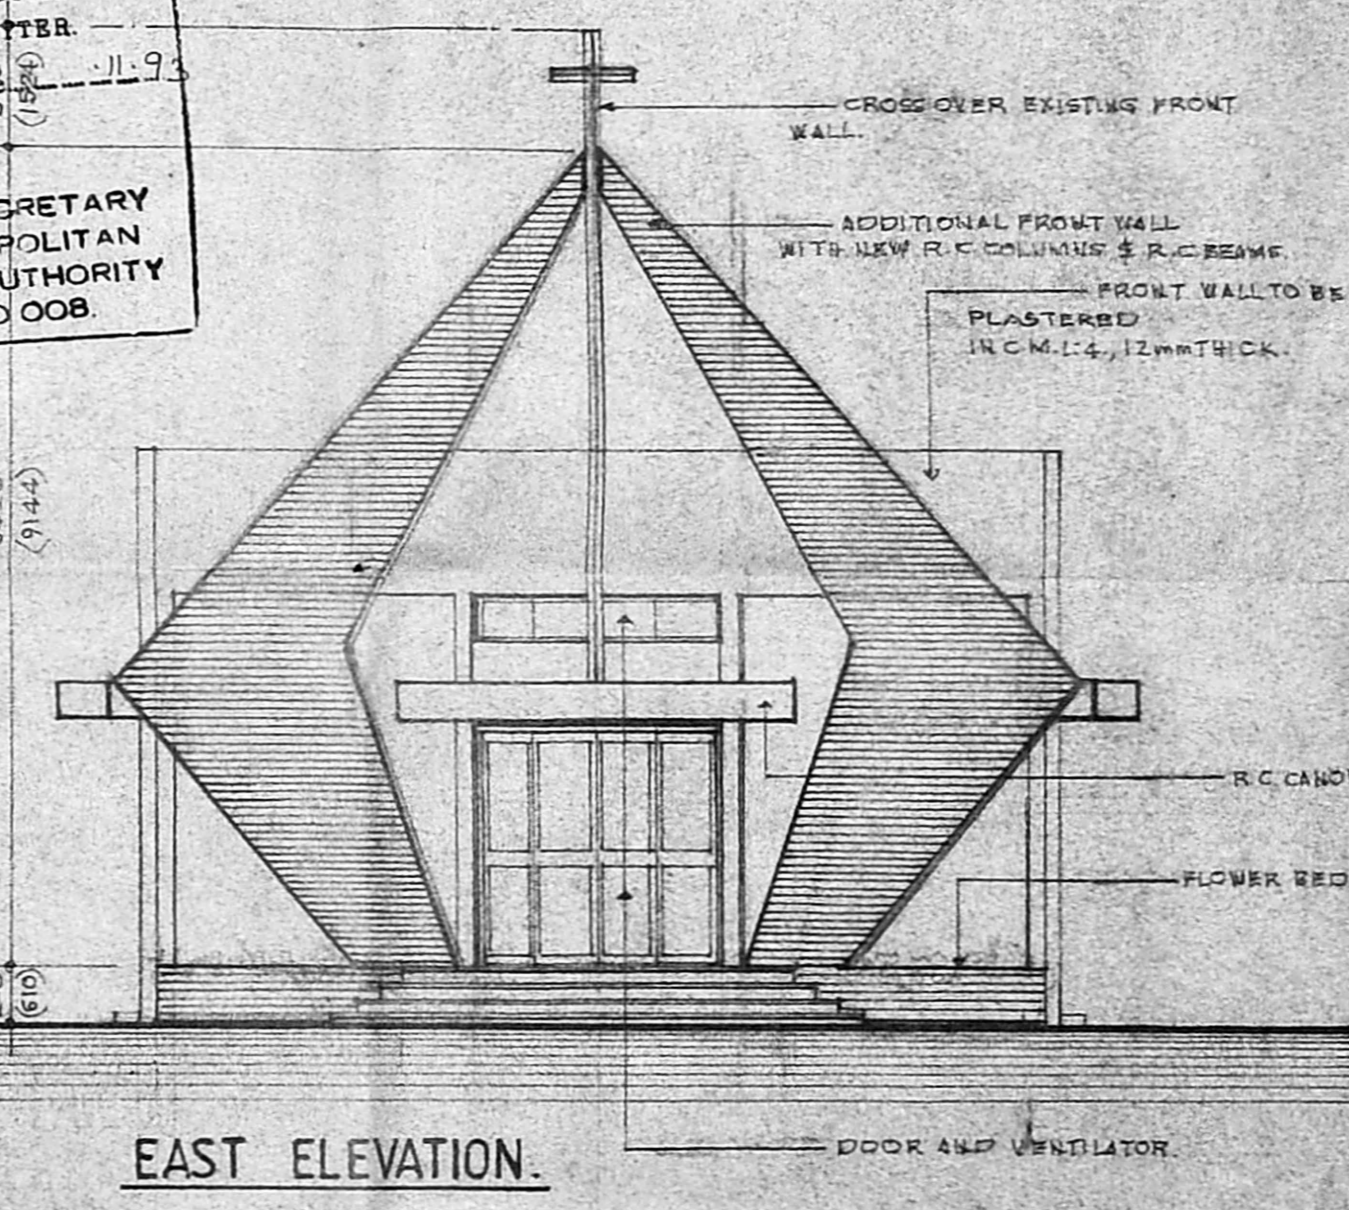 TTER.
.11.93
(1524)
CRETARY
POLITAN
UTHORITY
008.
CROSS OVER EXISTING FRONT
WALL.
ADDITIONAL FRONT WALL
WITH NEW R.C. COLUMNS & R.C BEAMS.
FRONT WALL TO BE
PLASTERED
IN C.M. 1:4., 12mm THICK.
(9144)
R.C. CANO
FLOWER BED
(610)
DOOR AND VENTILATOR.
EAST ELEVATION.